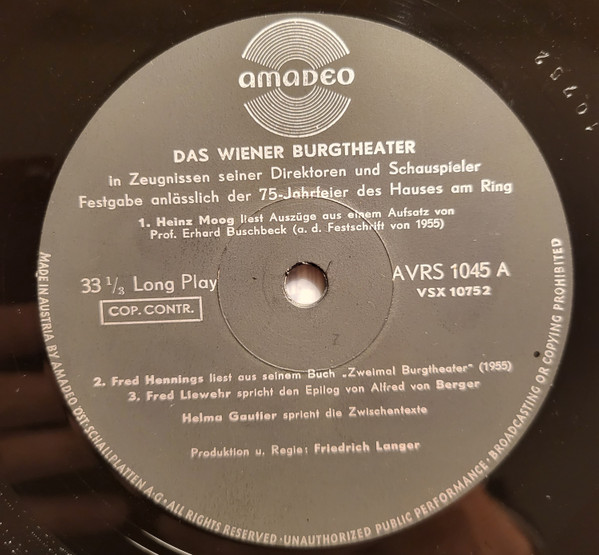 amadeo
10752
DAS WIENER BURGTHEATER
in Zeugnissen seiner Direktoren und Schauspieler
Festgabe anlässlich der 75-Jahrfeier des Hauses am Ring
1. Heinz Moog liest Auszüge aus einem Aufsatz von
Prof. Erhard Buschbeck (a. d. Festschrift von 1955)
33 1/3 Long Play
COP. CONTR.
AVRS 1045 A
VSX 10752
7
2. Fred Hennings liest aus seinem Buch „Zweimal Burgtheater" (1955)
3. Fred Liewehr spricht den Epilog von Alfred von Berger
Helma Gautier spricht die Zwischentexte
Produktion u. Regie: Friedrich Langer
MADE IN AUSTRIA BY AMADEO ÖST. SCHALLPLATTEN A·G · ALL RIGHTS RESERVED · UNAUTHORIZED PUBLIC PERFORMANCE · BROADCASTING OR COPYING PROHIBITED